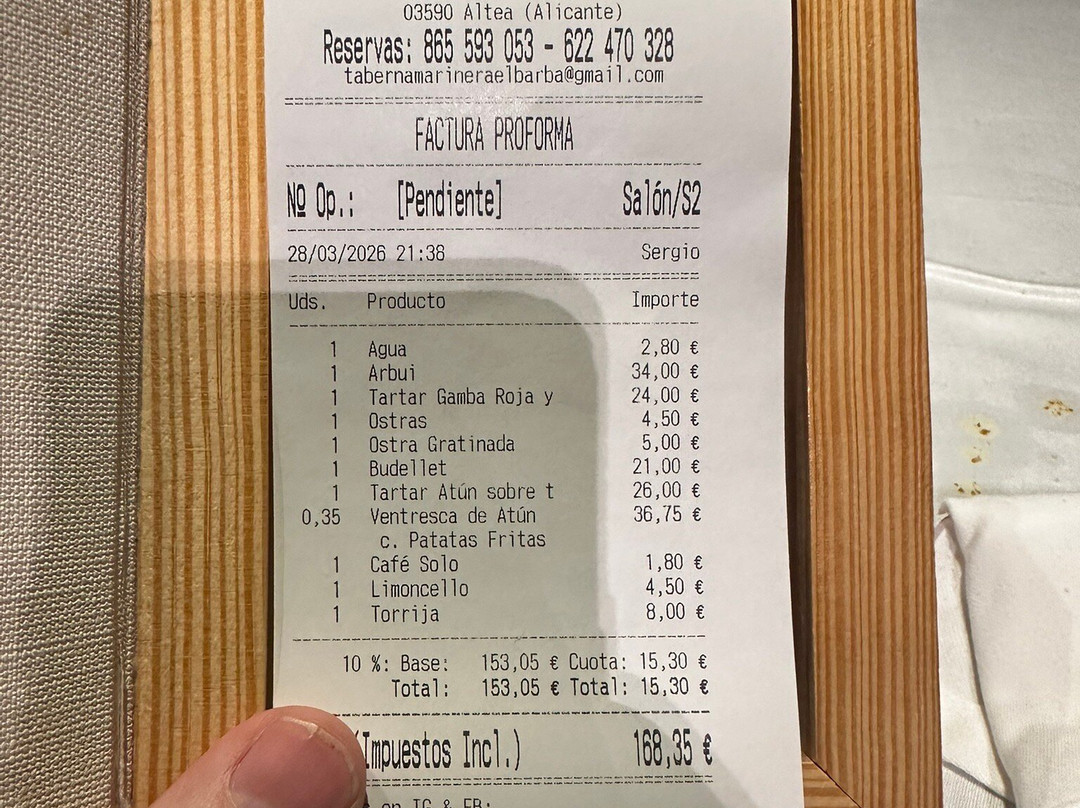 03590 Altea (Alicante)
Reservas: 865 593 053 - 622 470 328
tabernamarineraelbarba@gmail.com
FACTURA PROFORMA
Nº Op.: [Pendiente] Salón/S2
28/03/2026 21:38 Sergio
Uds. Producto Importe
1 Agua 2,80 €
1 Arbui 34,00 €
1 Tartar Gamba Roja y 24,00 €
1 Ostras 4,50 €
1 Ostra Gratinada 5,00 €
1 Budellet 21,00 €
1 Tartar Atún sobre t 26,00 €
0,35 Ventresca de Atún 36,75 €
c. Patatas Fritas
1 Café Solo 1,80 €
1 Limoncello 4,50 €
1 Torrija 8,00 €
10 %: Base: 153,05 € Cuota: 15,30 €
Total: 153,05 € Total: 15,30 €
(Impuestos Incl.) 168,35 €
en IG & FB: